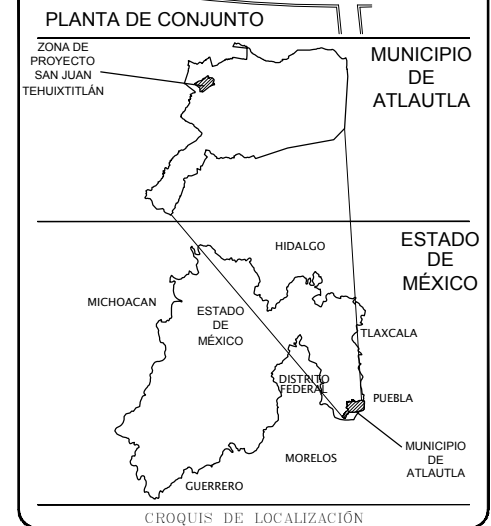 PLANTA DE CONJUNTO
ZONA DE
PROYECTO
SAN JUAN
TEHUIXTITLÁN
MUNICIPIO
DE
ATLAUTLA
ESTADO
DE
MÉXICO
HIDALGO
MICHOACAN
ESTADO
DE
MÉXICO
TLAXCALA
DISTRITO
FEDERAL
PUEBLA
MUNICIPIO
DE
ATLAUTLA
MORELOS
GUERRERO
CROQUIS DE LOCALIZACIÓN